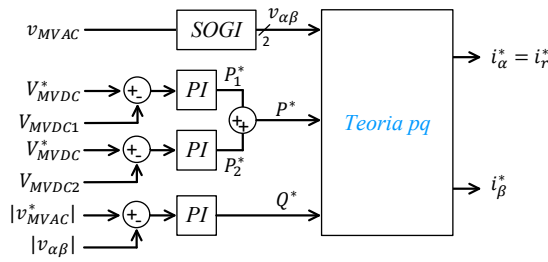 v_MVAC SOGI v_αβ
2
i*_α = i*_r
V*_MVDC + - PI P*_1
V_MVDC1
+ + P* Teoria pq
V*_MVDC + - PI P*_2
V_MVDC2
i*_β
|v*_MVAC| + - PI Q*
|v_αβ|